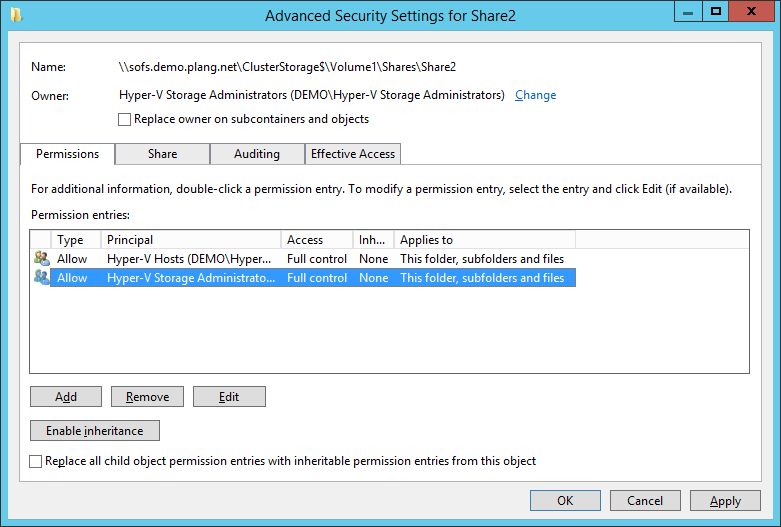 Advanced Security Settings for Share2
Name: \\sofs.demo.plang.net\ClusterStorage$\Volume1\Shares\Share2
Owner: Hyper-V Storage Administrators (DEMO\Hyper-V Storage Administrators) Change
Replace owner on subcontainers and objects
Permissions Share Auditing Effective Access
For additional information, double-click a permission entry. To modify a permission entry, select the entry and click Edit (if available).
Permission entries:
Type Principal Access Inh... Applies to
Allow Hyper-V Hosts (DEMO\Hyper... Full control None This folder, subfolders and files
Allow Hyper-V Storage Administrato... Full control None This folder, subfolders and files
Add Remove Edit
Enable inheritance
Replace all child object permission entries with inheritable permission entries from this object
OK Cancel Apply